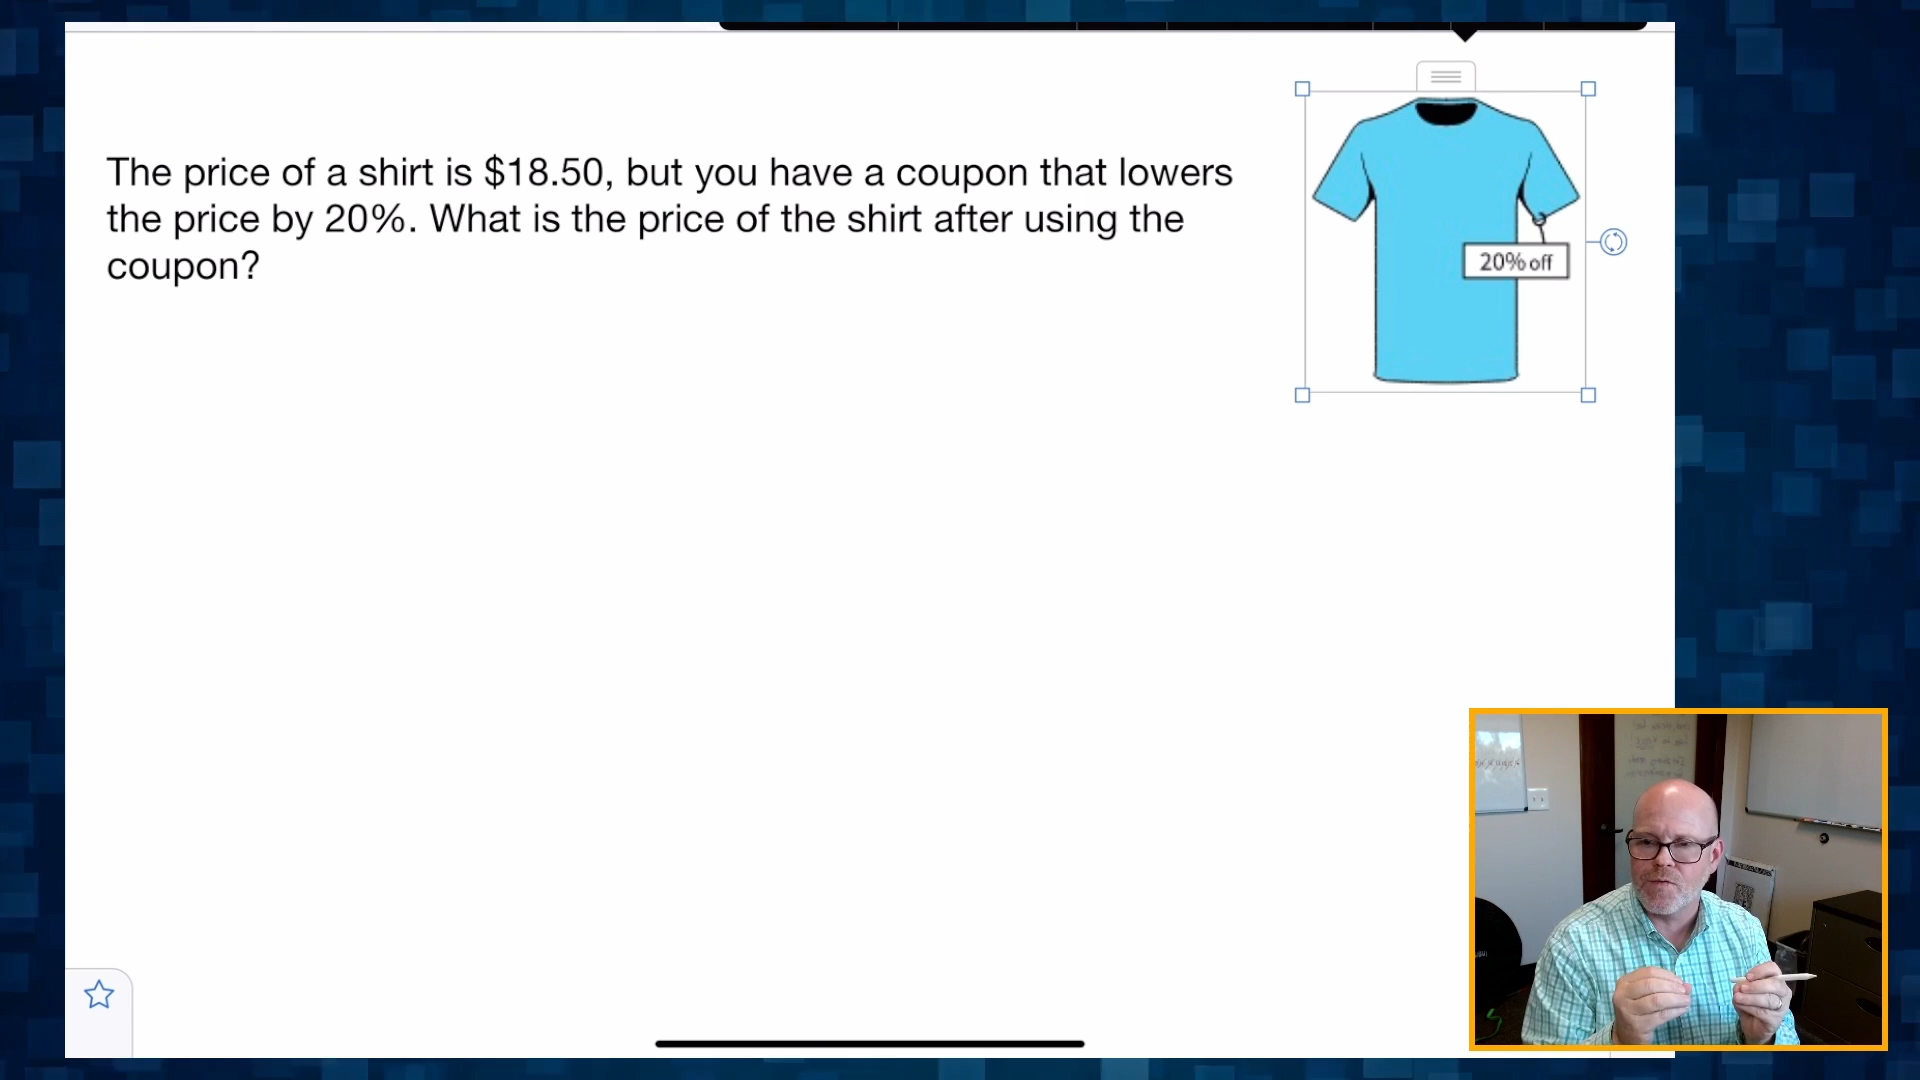 The price of a shirt is $18.50, but you have a coupon that lowers
the price by 20%. What is the price of the shirt after using the
coupon?
20% off